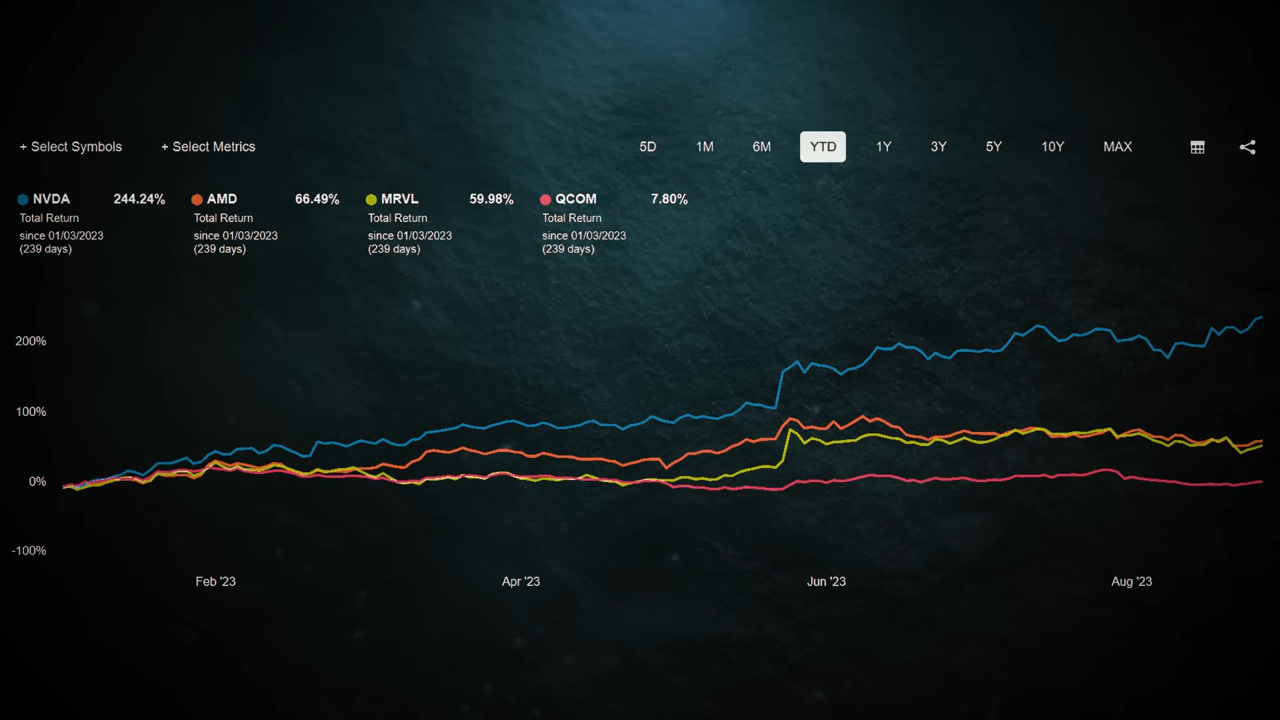 + Select Symbols + Select Metrics 5D 1M 6M YTD 1Y 3Y 5Y 10Y MAX
NVDA 244.24% AMD 66.49% MRVL 59.98% QCOM 7.80%
Total Return Total Return Total Return Total Return
since 01/03/2023 since 01/03/2023 since 01/03/2023 since 01/03/2023
(239 days) (239 days) (239 days) (239 days)
200%
100%
0%
-100%
Feb '23 Apr '23 Jun '23 Aug '23